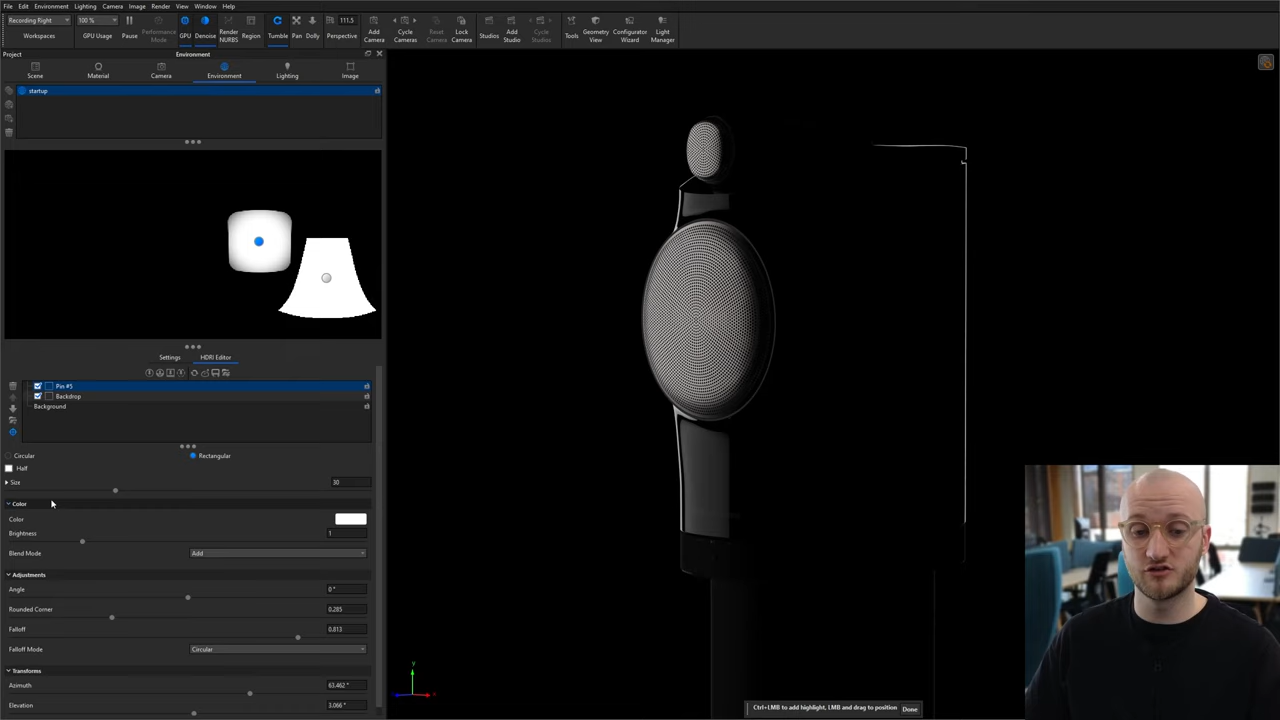 File Edit Environment Lighting Camera Image Render View Window Help
Recording Right 100 % 111.5
Workspaces GPU Usage Pause Performance Mode GPU Denoise Render NURBS Region Tumble Pan Dolly Perspective Add Camera Cycle Cameras Reset Camera Lock Camera Studios Add Studio Cycle Studios Tools Geometry View Configurator Wizard Light Manager
Project Environment
Scene Material Camera Environment Lighting Image
startup
Settings HDRI Editor
Pin #5
Backdrop
Background
Circular Rectangular
Half
Size 30
Color
Color
Brightness 1
Blend Mode Add
Adjustments
Angle 0 °
Rounded Corner 0.285
Falloff 0.813
Falloff Mode Circular
Transforms
Azimuth 63.462 °
Elevation 3.066 °
Y
Ctrl+LMB to add highlight, LMB and drag to position Done